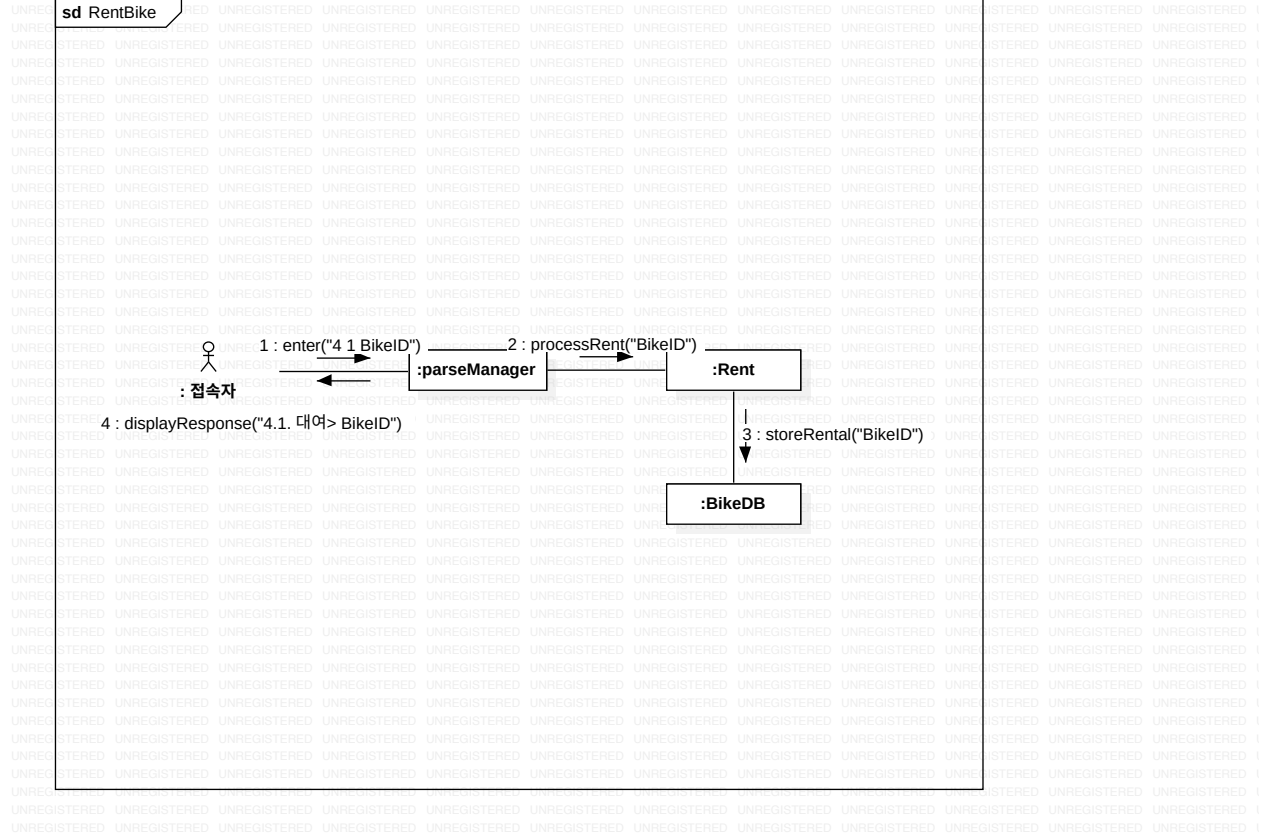 sd RentBike
1 : enter("4 1 BikeID")
2 : processRent("BikeID")
:parseManager
:Rent
: 접속자
4 : displayResponse("4.1. 대여> BikeID")
3 : storeRental("BikeID")
:BikeDB
UNREGISTERED